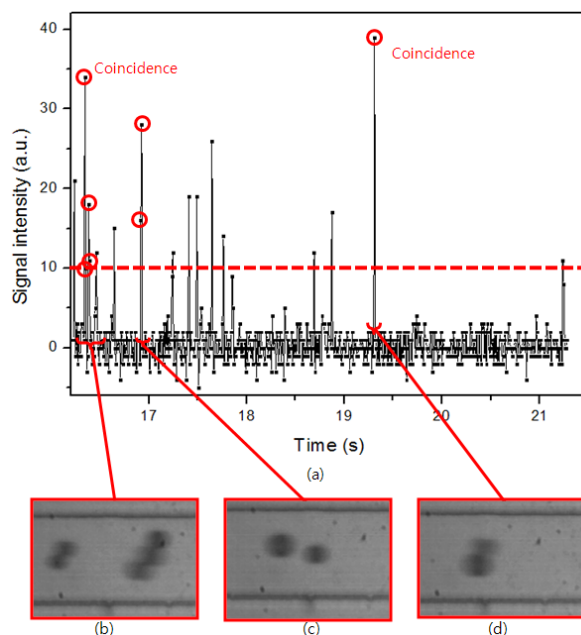 40
Coincidence
Coincidence
30
20
10
0
Signal intensity (a.u.)
17 18 19 20 21
Time (s)
(a)
(b) (c) (d)